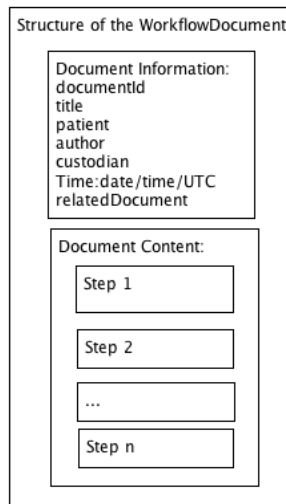 Structure of the WorkflowDocument
Document Information:
documentId
title
patient
author
custodian
Time:date/time/UTC
relatedDocument
Document Content:
Step 1
Step 2
...
Step n